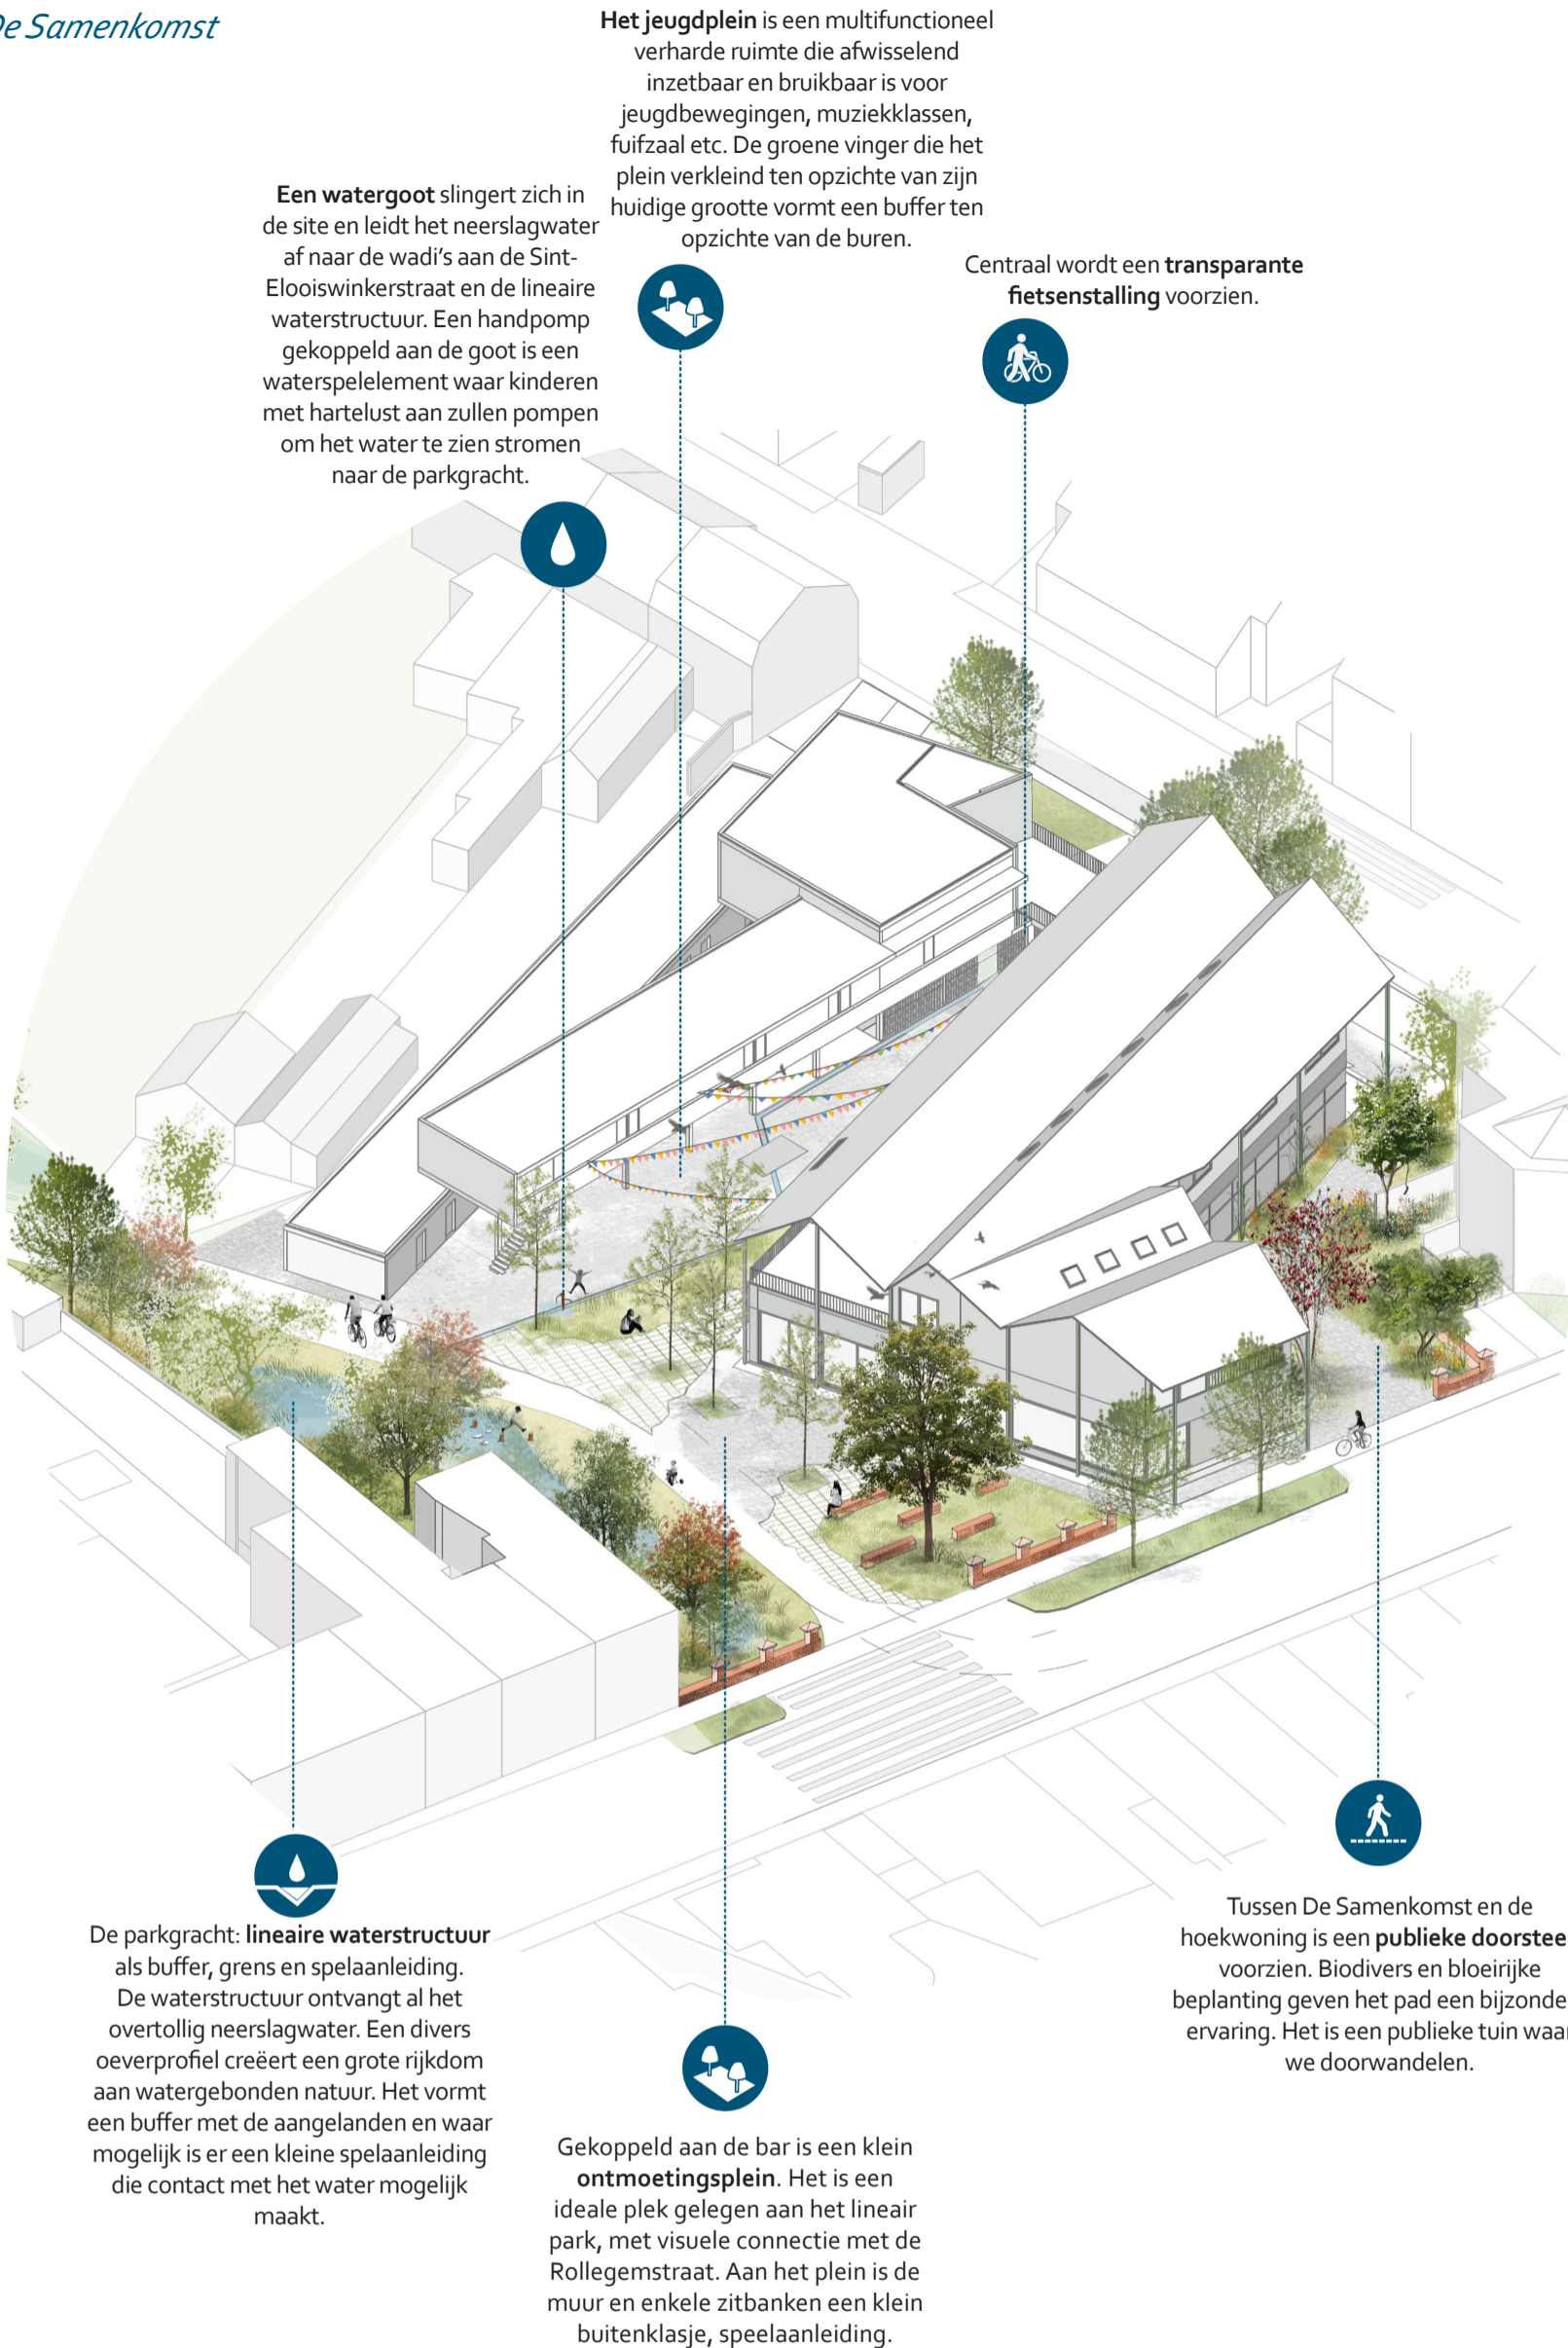 De Samenkomst
Het jeugdplein is een multifunctioneel
verharde ruimte die afwisselend
inzetbaar en bruikbaar is voor
jeugdbewegingen, muziekklassen,
fuifzaal etc. De groene vinger die het
plein verkleind ten opzichte van zijn
huidige grootte vormt een buffer ten
opzichte van de buren.
Een watergoot slingert zich in
de site en leidt het neerslagwater
af naar de wadi's aan de Sint-
Elooiswinkerstraat en de lineaire
waterstructuur. Een handpomp
gekoppeld aan de goot is een
waterspelelement waar kinderen
met hartelust aan zullen pompen
om het water te zien stromen
naar de parkgracht.
Centraal wordt een transparante
fietsenstalling voorzien.
De parkgracht: lineaire waterstructuur
als buffer, grens en spelaanleiding.
De waterstructuur ontvangt al het
overtollig neerslagwater. Een divers
oeverprofiel creëert een grote rijkdom
aan watergebonden natuur. Het vormt
een buffer met de aangelanden en waar
mogelijk is er een kleine spelaanleiding
die contact met het water mogelijk
maakt.
Gekoppeld aan de bar is een klein
ontmoetingsplein. Het is een
ideale plek gelegen aan het lineair
park, met visuele connectie met de
Rollegemstraat. Aan het plein is de
muur en enkele zitbanken een klein
buitenklasje, speelaanleiding.
Tussen De Samenkomst en de
hoekwoning is een publieke doorstee
voorzien. Biodivers en bloeirijke
beplanting geven het pad een bijzonde
ervaring. Het is een publieke tuin waa
we doorwandelen.